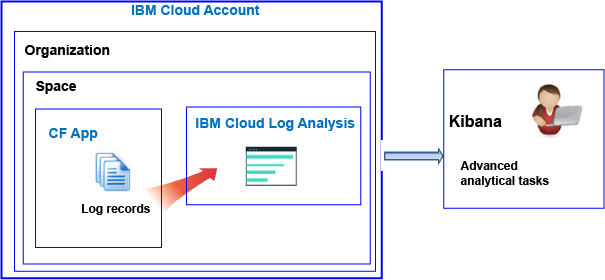 IBM Cloud Account
Organization
Space
CF App
Log records
IBM Cloud Log Analysis
Kibana
Advanced
analytical tasks